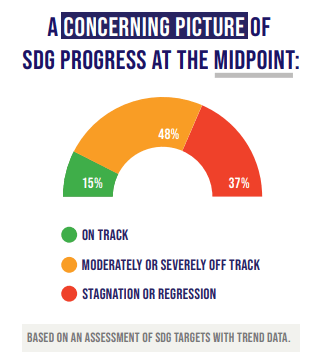 A CONCERNING PICTURE OF
SDG PROGRESS AT THE MIDPOINT:
48%
15%
37%
ON TRACK
MODERATELY OR SEVERELY OFF TRACK
STAGNATION OR REGRESSION
BASED ON AN ASSESSMENT OF SDG TARGETS WITH TREND DATA.